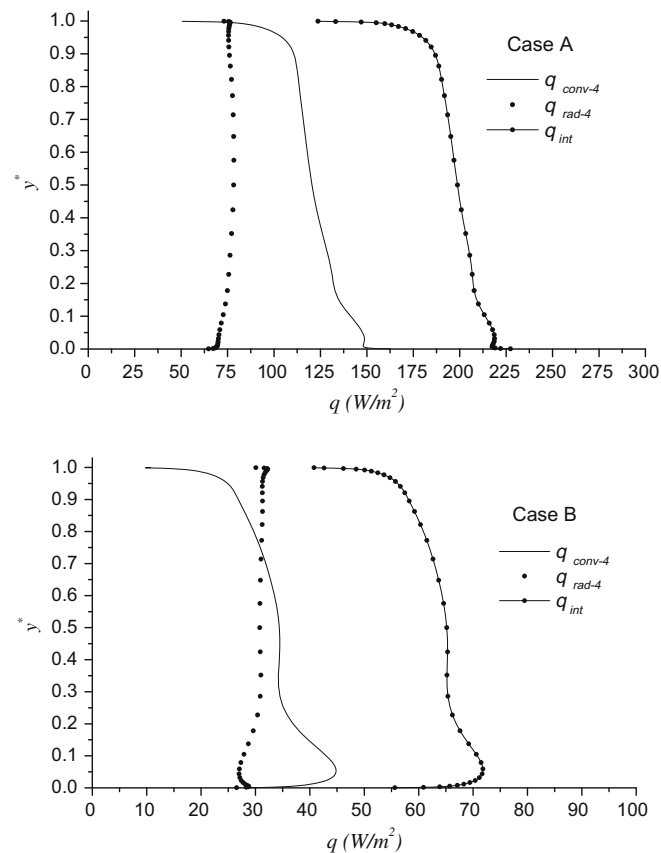 1.0
0.9
0.8
0.7
0.6
0.5
0.4
0.3
0.2
0.1
0.0
y*
Case A
q conv-4
q rad-4
q int
0 25 50 75 100 125 150 175 200 225 250 275 300
q (W/m²)
1.0
0.9
0.8
0.7
0.6
0.5
0.4
0.3
0.2
0.1
0.0
y*
Case B
q conv-4
q rad-4
q int
0 10 20 30 40 50 60 70 80 90 100
q (W/m²)